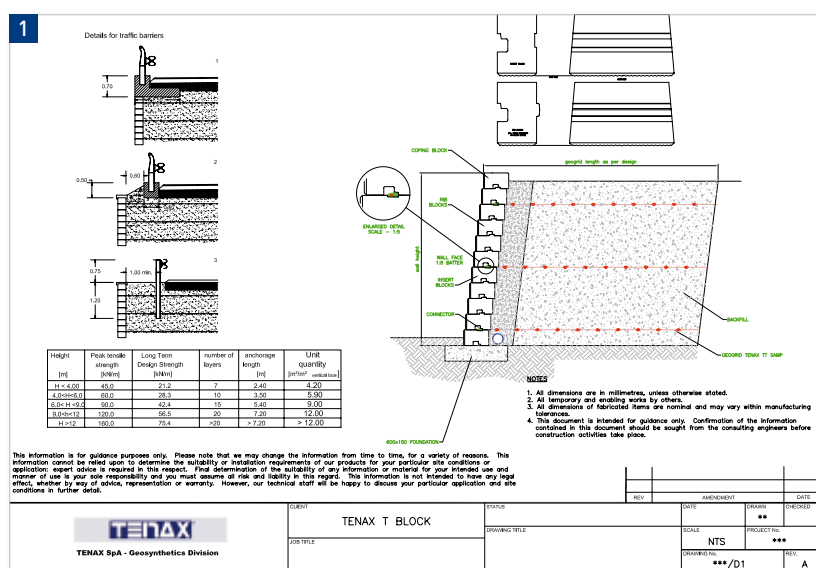 1
Details for traffic barriers
1
0.70
2
0.50
0.60
3
0.75
1.00 min.
1.20
COPING BLOCK
geogrid length as per design
RIB
BLOCKS
ENLARGED DETAIL
SCALE - 1:5
wall height
WALL FACE
1:8 BATTER
INSERT
BLOCKS
CONNECTOR
BACKFILL
GEOGRID TENAX TT SAMP
400x150 FOUNDATION
Height Peak tensile Long Term number of anchorage Unit
strength Design Strength layers length quantity
[m] [kN/m] [kN/m] [m] [m²/m² vertical face]
H < 4.00 45.0 21.2 7 2.40 4.20
4.0<H<6.0 60.0 28.3 10 3.50 5.90
6.0< H <9.0 90.0 42.4 15 5.40 9.00
9.0<h<12 120.0 56.5 20 7.20 12.00
H >12 160.0 75.4 >20 > 7.20 > 12.00
NOTES
1. All dimensions are in millimetres, unless otherwise stated.
2. All temporary and enabling works by others.
3. All dimensions of fabricated items are nominal and may vary within manufacturing
tolerances.
4. This document is intended for guidance only. Confirmation of the information
contained in this document should be sought from the consulting engineers before
construction activities take place.
This information is for guidance purposes only. Please note that we may change the information from time to time, for a variety of reasons. This
information cannot be relied upon to determine the suitability or installation requirements of our products for your particular site conditions or
application: expert advice is required in this respect. Final determination of the suitability of any information or material for your intended use and
manner of use is your sole responsibility and you must assume all risk and liability in this regard. This information is not intended to have any legal
effect, whether by way of advice, representation or warranty. However, our technical staff will be happy to discuss your particular application and site
conditions in further detail.
REV AMENDMENT DATE
TENAX
TENAX SpA - Geosynthetics Division
CLIENT
TENAX T BLOCK
JOB TITLE
STATUS
DRAWING TITLE
DATE DRAWN CHECKED
**
SCALE PROJECT No.
NTS ***
DRAWING No. REV.
***/D1 A